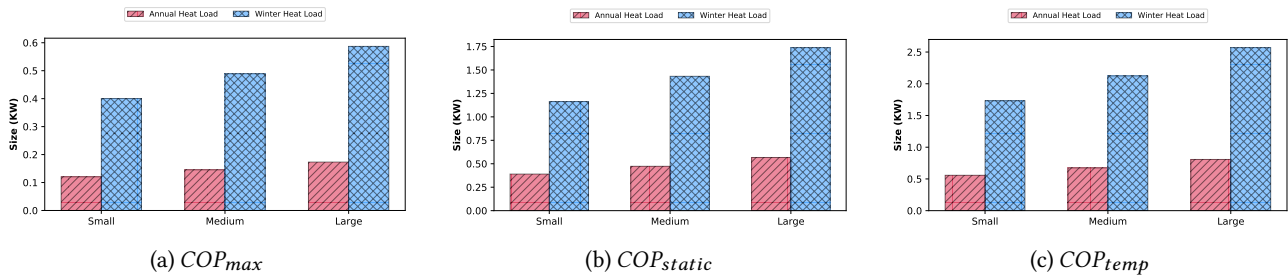 Annual Heat Load Winter Heat Load
Size (KW)
0.6
0.5
0.4
0.3
0.2
0.1
0.0
Small Medium Large
(a) COPmax
Annual Heat Load Winter Heat Load
Size (KW)
1.75
1.50
1.25
1.00
0.75
0.50
0.25
0.00
Small Medium Large
(b) COPstatic
Annual Heat Load Winter Heat Load
Size (KW)
2.5
2.0
1.5
1.0
0.5
0.0
Small Medium Large
(c) COPtemp